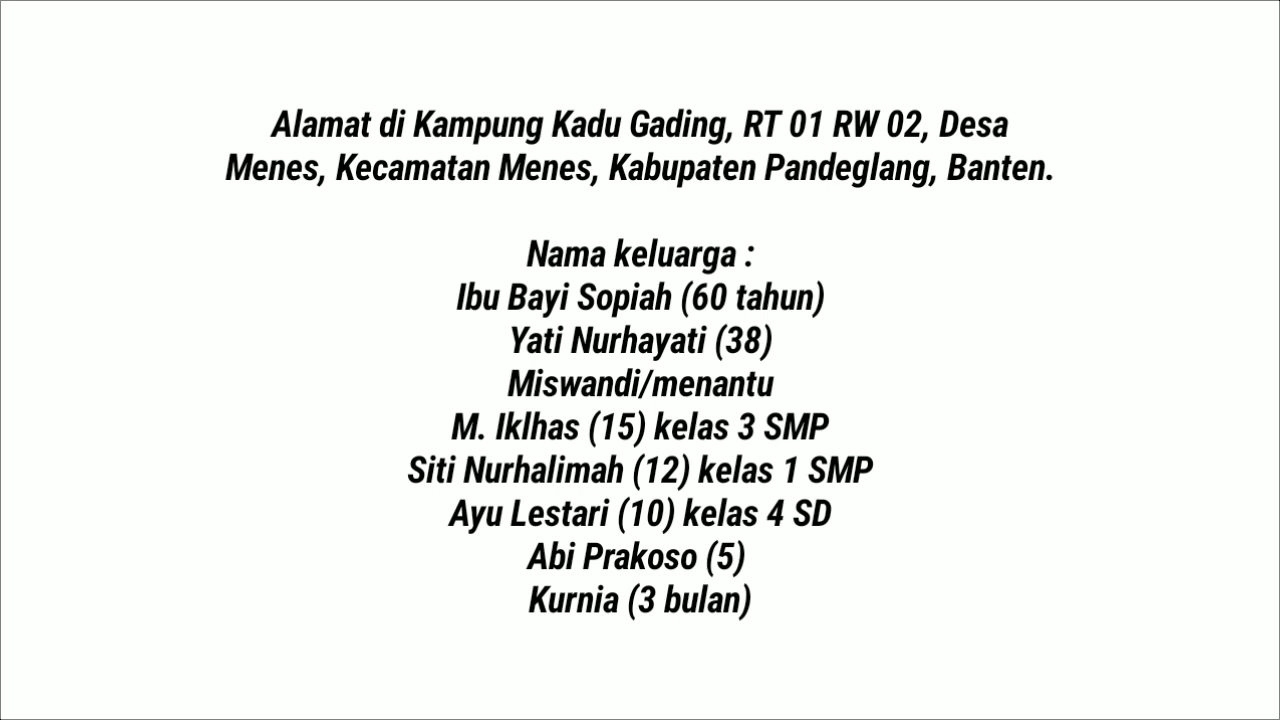 Alamat di Kampung Kadu Gading, RT 01 RW 02, Desa
Menes, Kecamatan Menes, Kabupaten Pandeglang, Banten.
Nama keluarga :
Ibu Bayi Sopiah (60 tahun)
Yati Nurhayati (38)
Miswandi/menantu
M. Iklhas (15) kelas 3 SMP
Siti Nurhalimah (12) kelas 1 SMP
Ayu Lestari (10) kelas 4 SD
Abi Prakoso (5)
Kurnia (3 bulan)